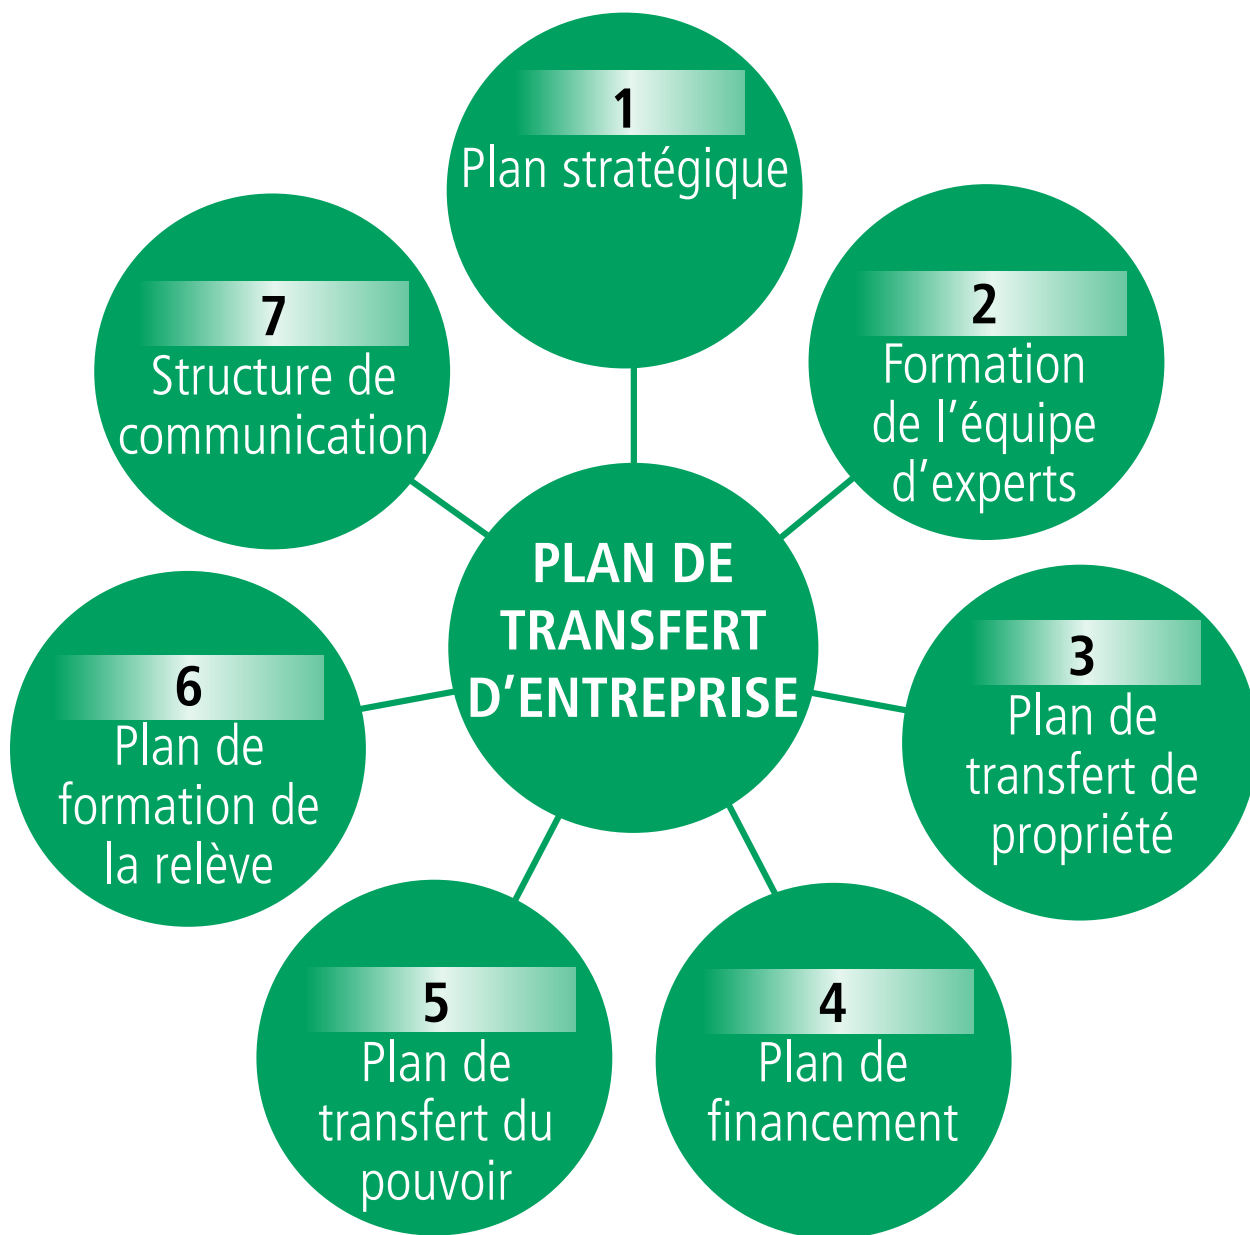 1
Plan stratégique
2
Formation
de l’équipe
d’experts
3
Plan de
transfert de
propriété
4
Plan de
financement
5
Plan de
transfert du
pouvoir
6
Plan de
formation de
la relève
7
Structure de
communication
PLAN DE
TRANSFERT
D’ENTREPRISE